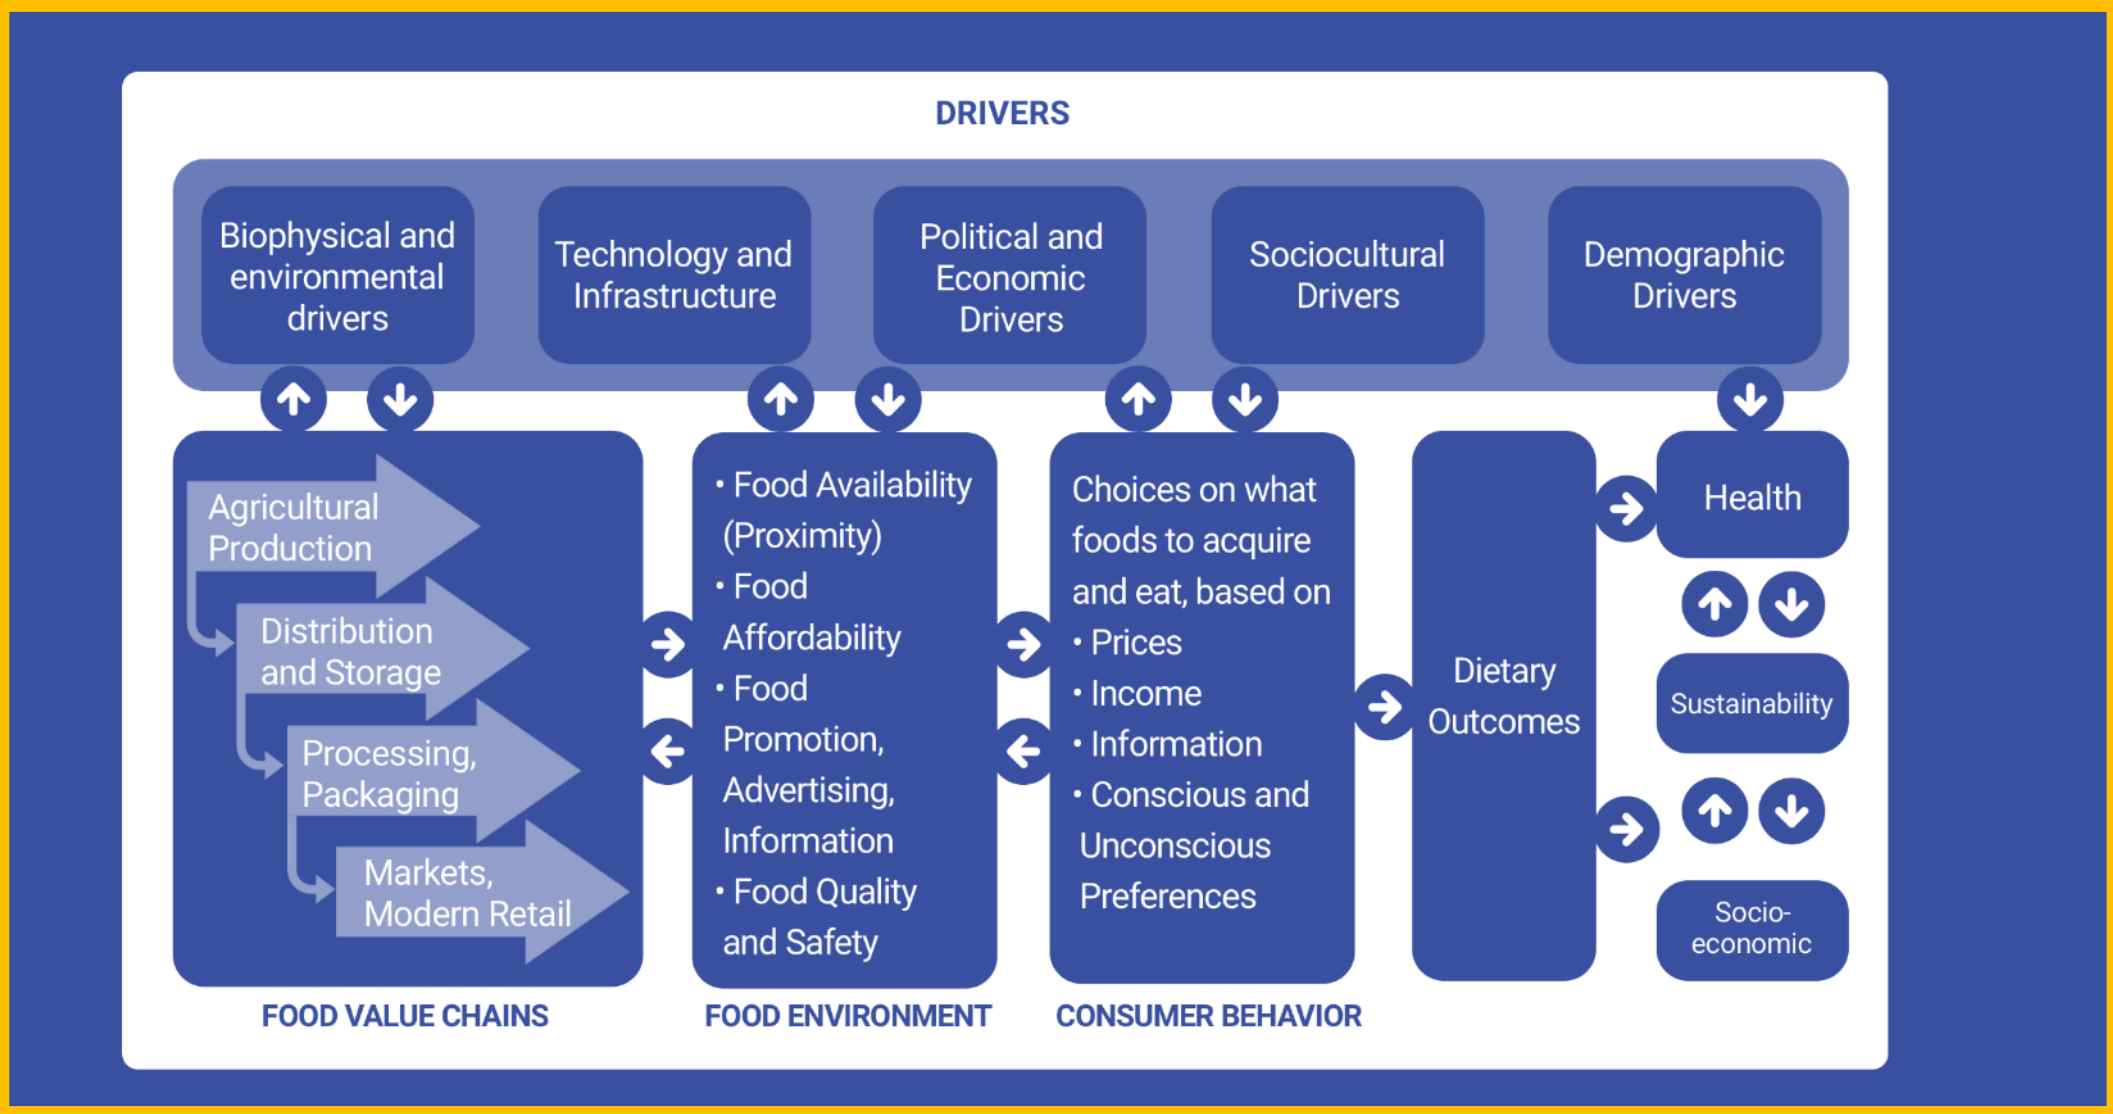 DRIVERS
Biophysical and
environmental
drivers
Technology and
Infrastructure
Political and
Economic
Drivers
Sociocultural
Drivers
Demographic
Drivers
Agricultural
Production
Distribution
and Storage
Processing,
Packaging
Markets,
Modern Retail
FOOD VALUE CHAINS
• Food Availability
(Proximity)
• Food
Affordability
• Food
Promotion,
Advertising,
Information
• Food Quality
and Safety
FOOD ENVIRONMENT
Choices on what
foods to acquire
and eat, based on
• Prices
• Income
• Information
• Conscious and
Unconscious
Preferences
CONSUMER BEHAVIOR
Dietary
Outcomes
Health
Sustainability
Socio-
economic